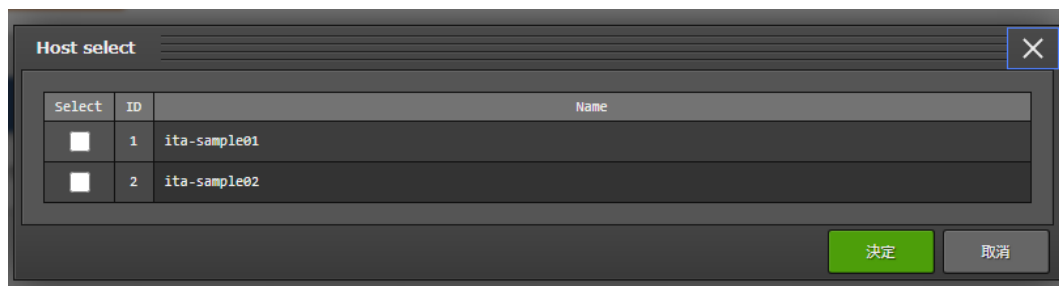 Host select
Select ID Name
1 ita-sample01
2 ita-sample02
決定 取消